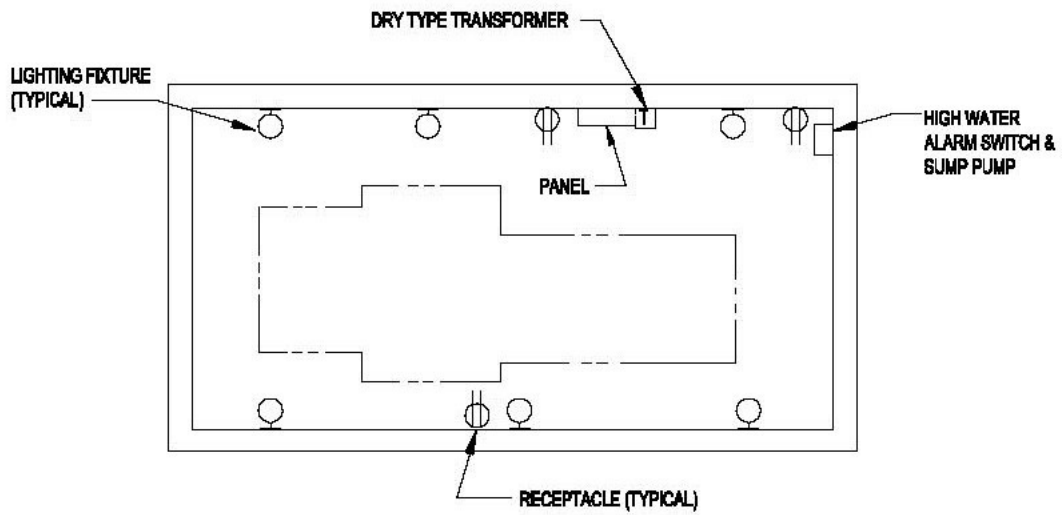 DRY TYPE TRANSFORMER
LIGHTING FIXTURE
(TYPICAL)
T
HIGH WATER
ALARM SWITCH &
SUMP PUMP
PANEL
RECEPTACLE (TYPICAL)